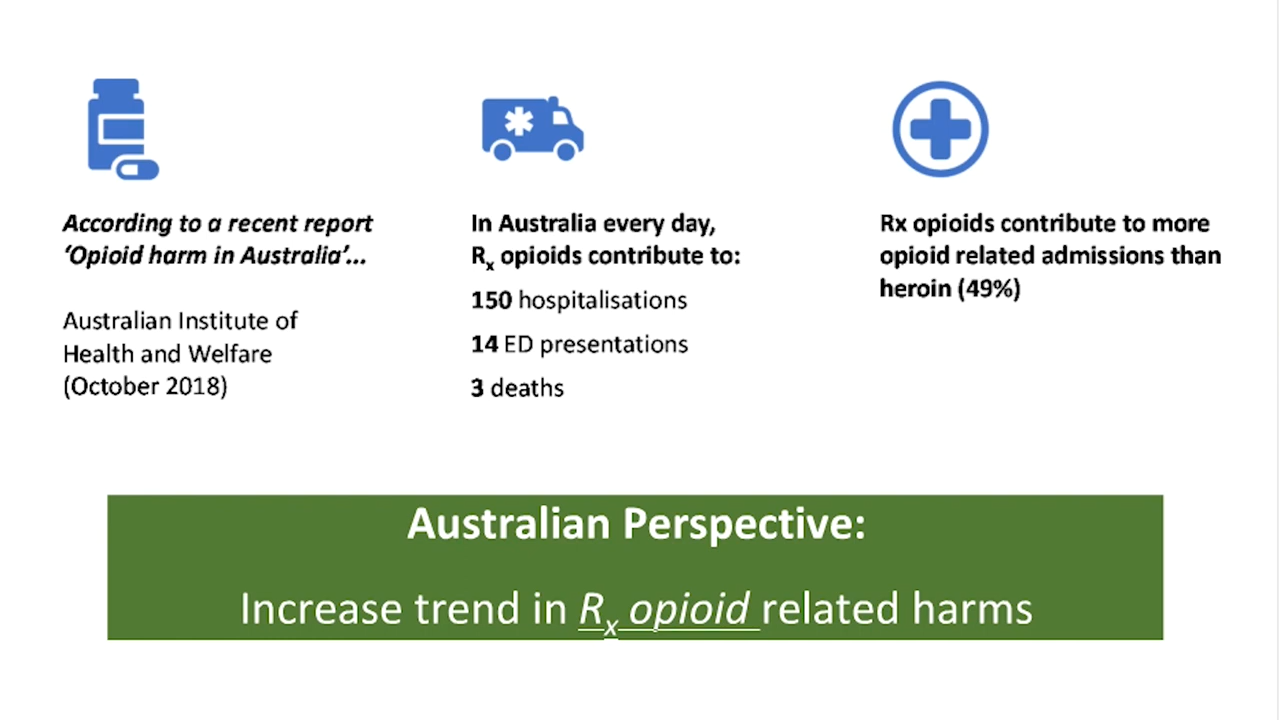 According to a recent report
‘Opioid harm in Australia’...
Australian Institute of
Health and Welfare
(October 2018)
In Australia every day,
Rx opioids contribute to:
150 hospitalisations
14 ED presentations
3 deaths
Rx opioids contribute to more
opioid related admissions than
heroin (49%)
Australian Perspective:
Increase trend in Rx opioid related harms